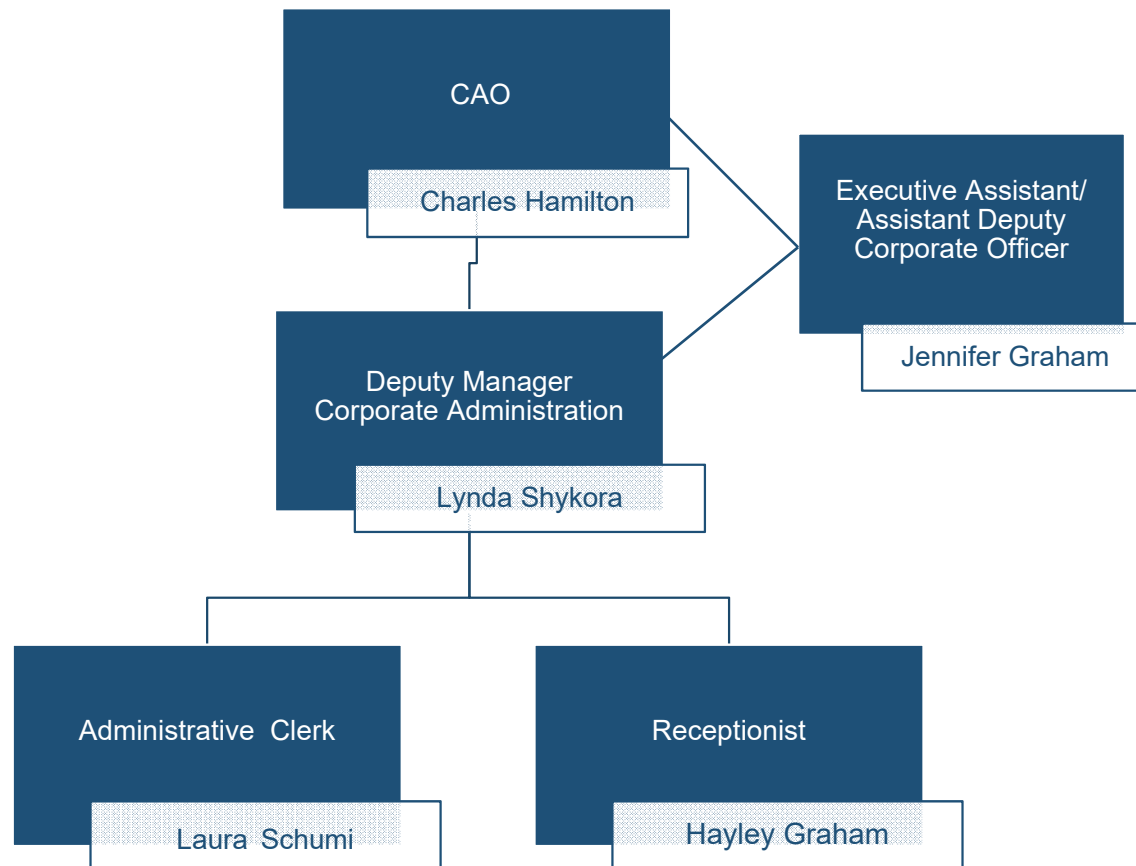 CAO
Charles Hamilton
Executive Assistant/
Assistant Deputy
Corporate Officer
Jennifer Graham
Deputy Manager
Corporate Administration
Lynda Shykora
Administrative Clerk
Laura Schumi
Receptionist
Hayley Graham